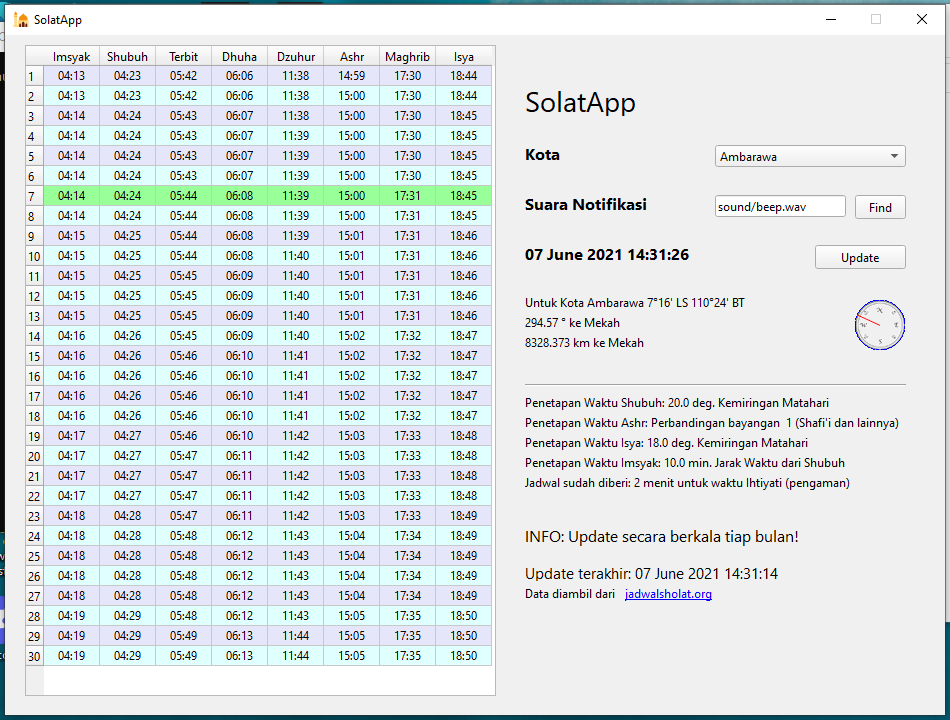 SolatApp
Imsyak Shubuh Terbit Dhuha Dzuhur Ashr Maghrib Isya
1 04:13 04:23 05:42 06:06 11:38 14:59 17:30 18:44
2 04:13 04:23 05:42 06:06 11:38 15:00 17:30 18:44
3 04:14 04:24 05:43 06:07 11:38 15:00 17:30 18:45
4 04:14 04:24 05:43 06:07 11:39 15:00 17:30 18:45
5 04:14 04:24 05:43 06:07 11:39 15:00 17:30 18:45
6 04:14 04:24 05:43 06:07 11:39 15:00 17:30 18:45
7 04:14 04:24 05:44 06:08 11:39 15:00 17:31 18:45
8 04:14 04:24 05:44 06:08 11:39 15:00 17:31 18:45
9 04:15 04:25 05:44 06:08 11:39 15:01 17:31 18:46
10 04:15 04:25 05:44 06:08 11:40 15:01 17:31 18:46
11 04:15 04:25 05:45 06:09 11:40 15:01 17:31 18:46
12 04:15 04:25 05:45 06:09 11:40 15:01 17:31 18:46
13 04:15 04:25 05:45 06:09 11:40 15:01 17:31 18:46
14 04:16 04:26 05:45 06:09 11:40 15:02 17:32 18:47
15 04:16 04:26 05:45 06:10 11:41 15:02 17:32 18:47
16 04:16 04:26 05:46 06:10 11:41 15:02 17:32 18:47
17 04:16 04:26 05:46 06:10 11:41 15:02 17:32 18:47
18 04:16 04:26 05:46 06:10 11:41 15:02 17:32 18:47
19 04:17 04:27 05:46 06:10 11:42 15:03 17:33 18:48
20 04:17 04:27 05:47 06:11 11:42 15:03 17:33 18:48
21 04:17 04:27 05:47 06:11 11:42 15:03 17:33 18:48
22 04:17 04:27 05:47 06:11 11:42 15:03 17:33 18:48
23 04:18 04:28 05:47 06:11 11:42 15:03 17:33 18:49
24 04:18 04:28 05:48 06:12 11:43 15:04 17:34 18:49
25 04:18 04:28 05:48 06:12 11:43 15:04 17:34 18:49
26 04:18 04:28 05:48 06:12 11:43 15:04 17:34 18:49
27 04:18 04:28 05:48 06:12 11:43 15:04 17:34 18:49
28 04:19 04:29 05:48 06:12 11:43 15:05 17:35 18:50
29 04:19 04:29 05:49 06:13 11:44 15:05 17:35 18:50
30 04:19 04:29 05:49 06:13 11:44 15:05 17:35 18:50
SolatApp
Kota Ambarawa
Suara Notifikasi sound/beep.wav Find
07 June 2021 14:31:26 Update
Untuk Kota Ambarawa 7°16' LS 110°24' BT
294.57 ° ke Mekah
8328.373 km ke Mekah
Penetapan Waktu Shubuh: 20.0 deg. Kemiringan Matahari
Penetapan Waktu Ashr: Perbandingan bayangan 1 (Shafi'i dan lainnya)
Penetapan Waktu Isya: 18.0 deg. Kemiringan Matahari
Penetapan Waktu Imsyak: 10.0 min. Jarak Waktu dari Shubuh
Jadwal sudah diberi: 2 menit untuk waktu Ihtiyati (pengaman)
INFO: Update secara berkala tiap bulan!
Update terakhir: 07 June 2021 14:31:14
Data diambil dari jadwalsholat.org